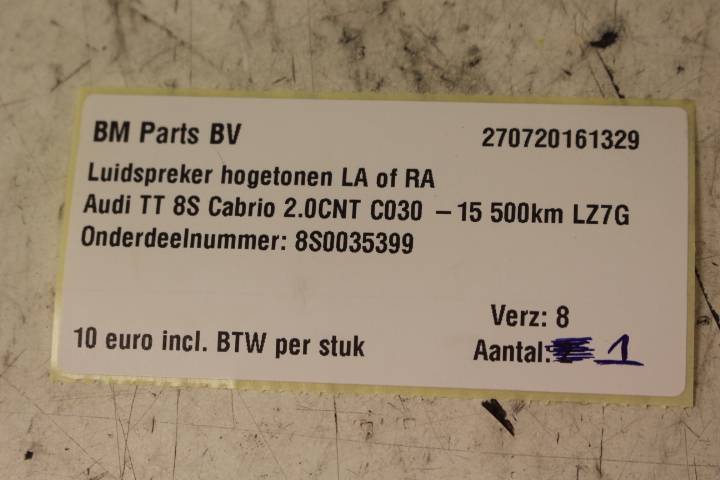 BM Parts BV 270720161329
Luidspreker hogetonen LA of RA
Audi TT 8S Cabrio 2.0CNT C030 – 15 500km LZ7G
Onderdeelnummer: 8S0035399
Verz: 8
10 euro incl. BTW per stuk Aantal: 1